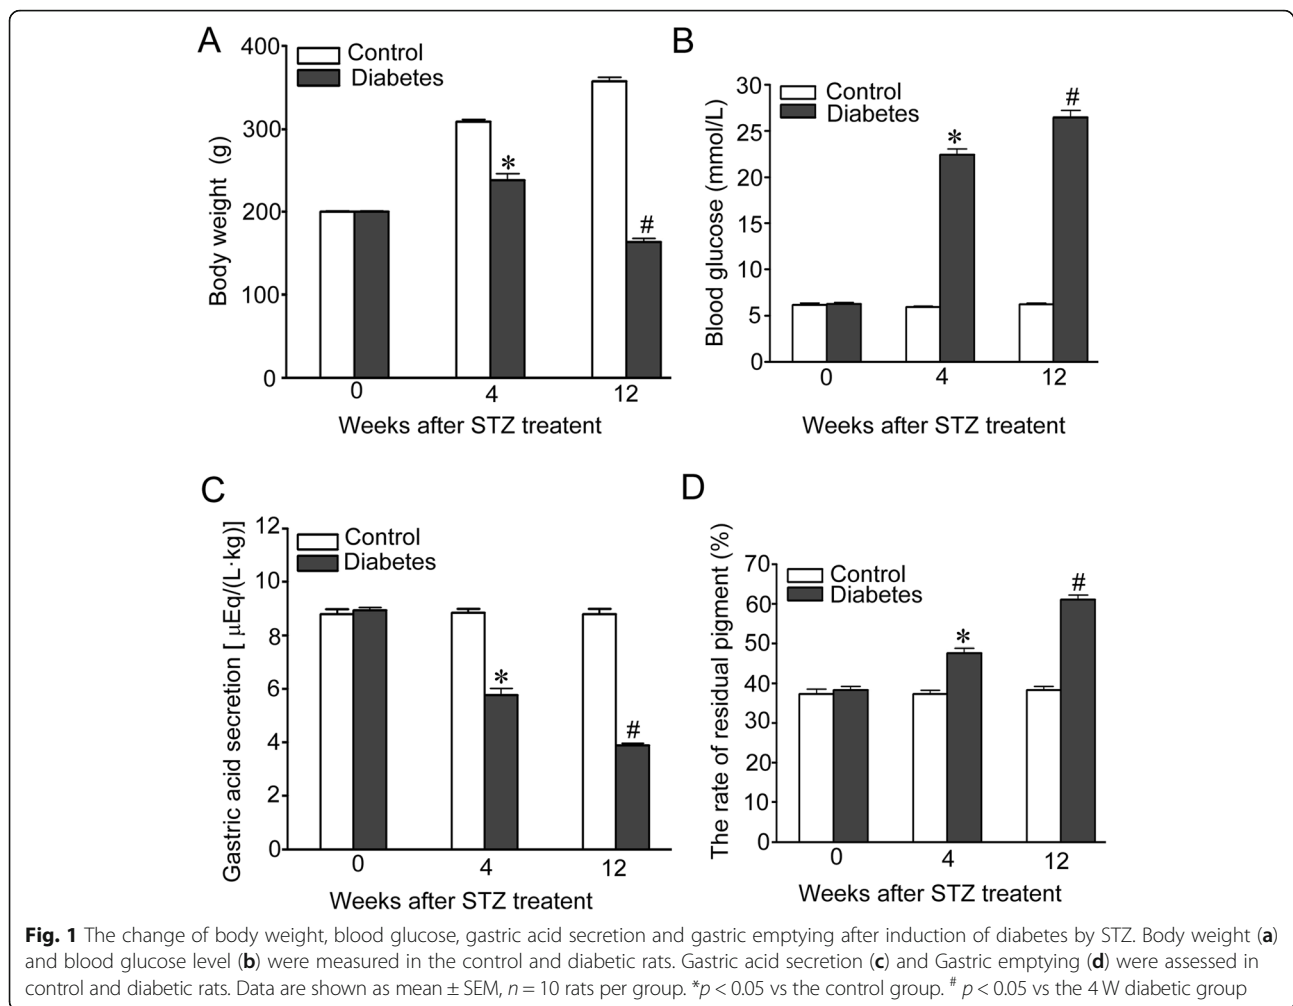 A
400
300
200
100
0
Body weight (g)
Control
Diabetes
*
#
0
4
12
Weeks after STZ treatent
B
30
25
20
15
10
5
0
Blood glucose (mmol/L)
Control
Diabetes
*
#
0
4
12
Weeks after STZ treatent
C
12
10
8
6
4
2
0
Gastric acid secretion [ μEq/(L·kg)]
Control
Diabetes
*
#
0
4
12
Weeks after STZ treatent
D
70
60
50
40
30
20
10
0
The rate of residual pigment (%)
Control
Diabetes
*
#
0
4
12
Weeks after STZ treatent
Fig. 1 The change of body weight, blood glucose, gastric acid secretion and gastric emptying after induction of diabetes by STZ. Body weight (a)
and blood glucose level (b) were measured in the control and diabetic rats. Gastric acid secretion (c) and Gastric emptying (d) were assessed in
control and diabetic rats. Data are shown as mean ± SEM, n = 10 rats per group. *p < 0.05 vs the control group. # p < 0.05 vs the 4 W diabetic group